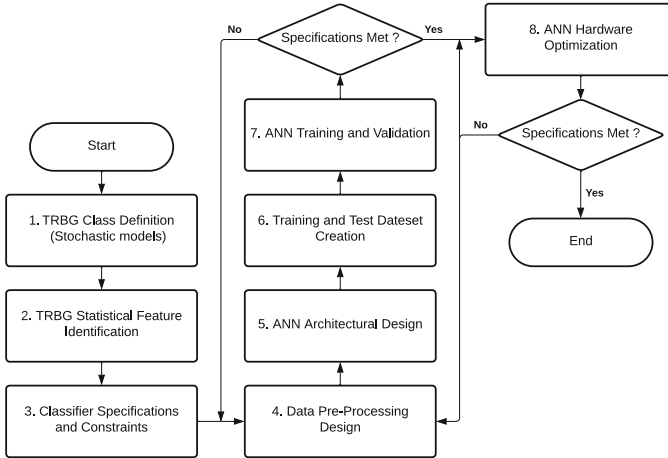 Start
1. TRBG Class Definition
(Stochastic models)
2. TRBG Statistical Feature
Identification
3. Classifier Specifications
and Constraints
4. Data Pre-Processing
Design
5. ANN Architectural Design
6. Training and Test Dateset
Creation
7. ANN Training and Validation
No
Specifications Met ?
Yes
8. ANN Hardware
Optimization
No
Specifications Met ?
Yes
End